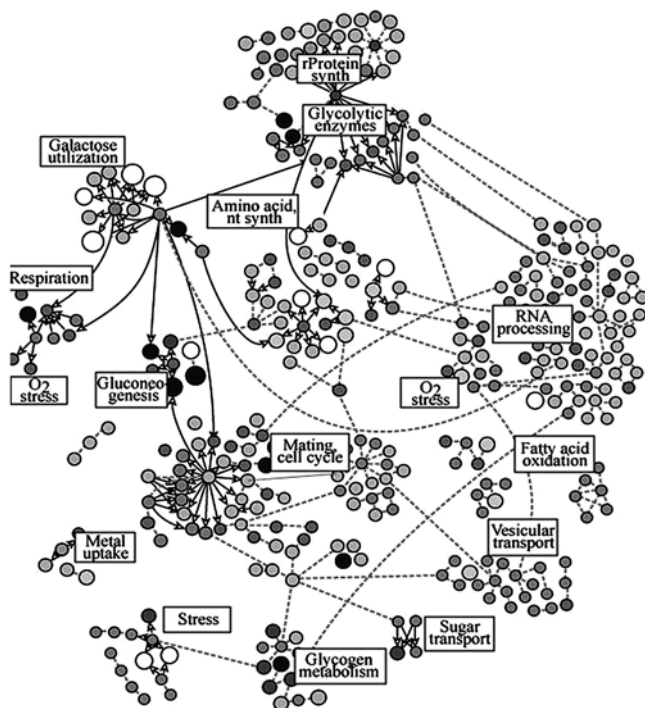 rProtein
synth
Glycolytic
enzymes
Galactose
utilization
Amino acid,
nt synth
Respiration
RNA
processing
O2
stress
Gluconeo
genesis
O2
stress
Mating,
cell cycle
Fatty acid
oxidation
Metal
uptake
Vesicular
transport
Stress
Sugar
transport
Glycogen
metabolism